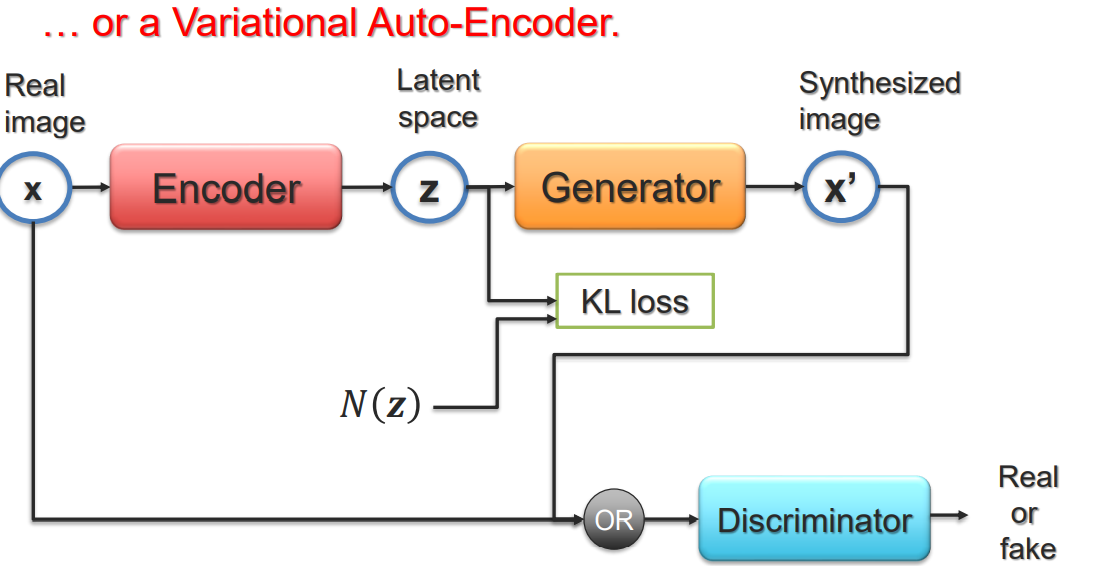 … or a Variational Auto-Encoder.
Real
image
Latent
space
Synthesized
image
x
Encoder
z
Generator
x’
KL loss
N(z)
OR
Discriminator
Real
or
fake